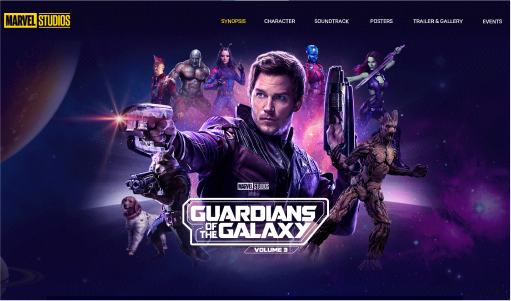 MARVEL STUDIOS
SYNOPSIS
CHARACTER
SOUNDTRACK
POSTERS
TRAILER & GALLERY
EVENTS
MARVEL STUDIOS
GUARDIANS
OF THE
GALAXY
VOLUME 3